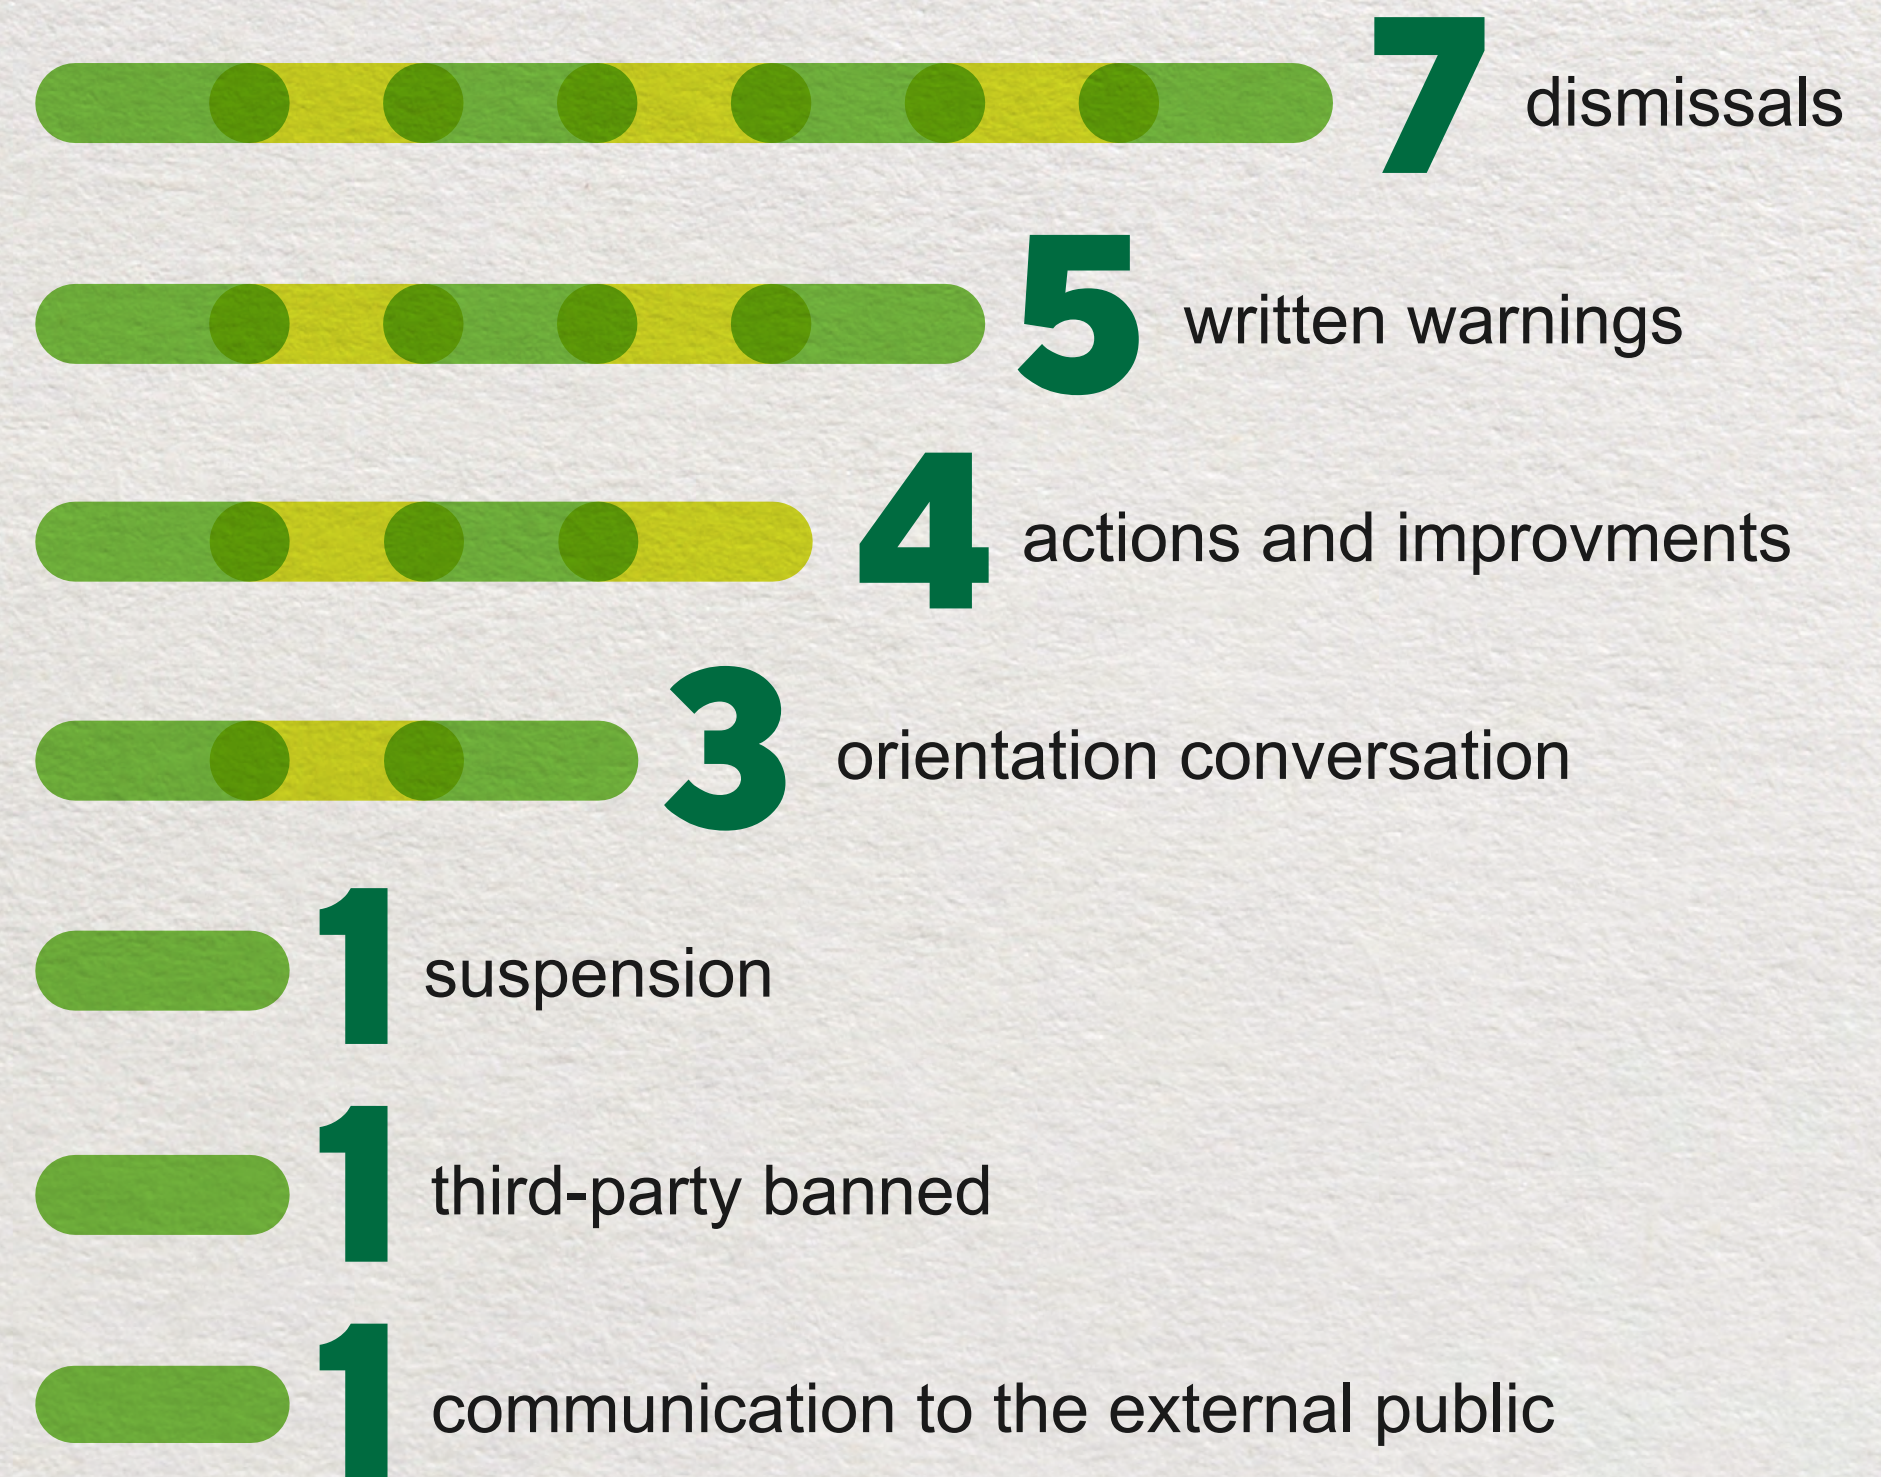 7 dismissals
5 written warnings
4 actions and improvments
3 orientation conversation
1 suspension
1 third-party banned
1 communication to the external public